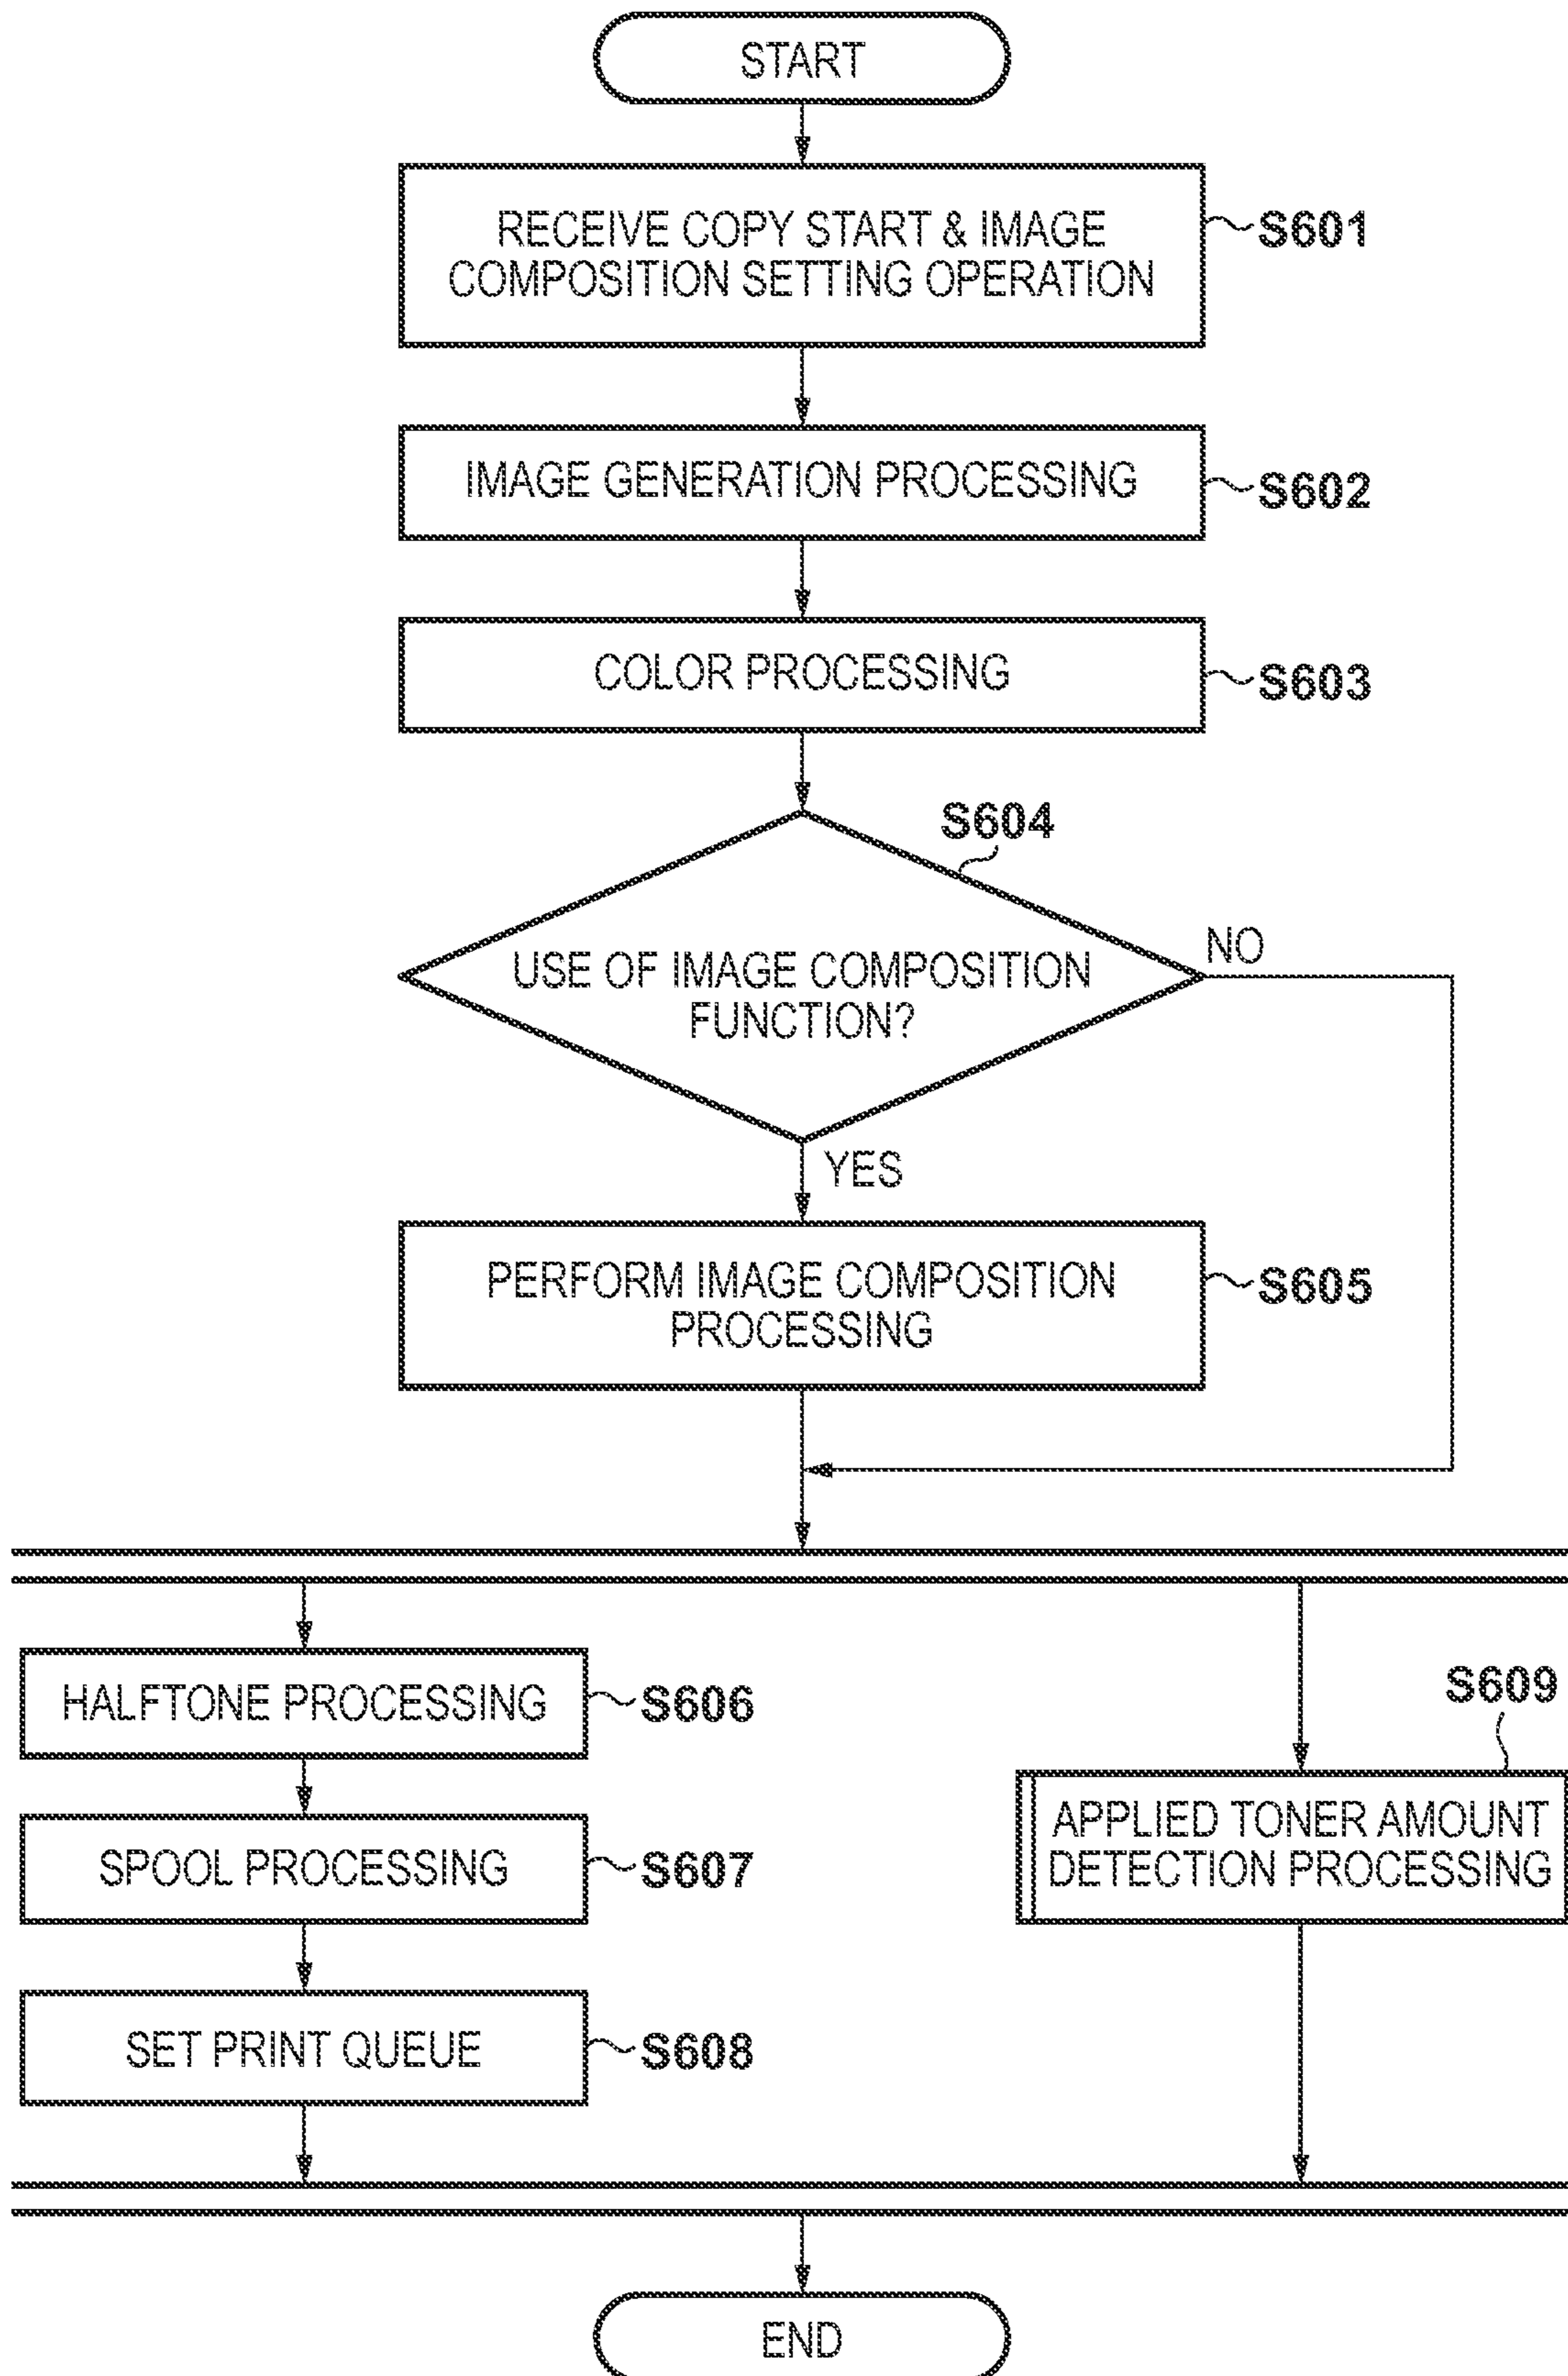 START
RECEIVE COPY START & IMAGE
COMPOSITION SETTING OPERATION
S601
IMAGE GENERATION PROCESSING
S602
COLOR PROCESSING
S603
S604
USE OF IMAGE COMPOSITION
FUNCTION?
NO
YES
PERFORM IMAGE COMPOSITION
PROCESSING
S605
HALFTONE PROCESSING
S606
SPOOL PROCESSING
S607
SET PRINT QUEUE
S608
S609
APPLIED TONER AMOUNT
DETECTION PROCESSING
END